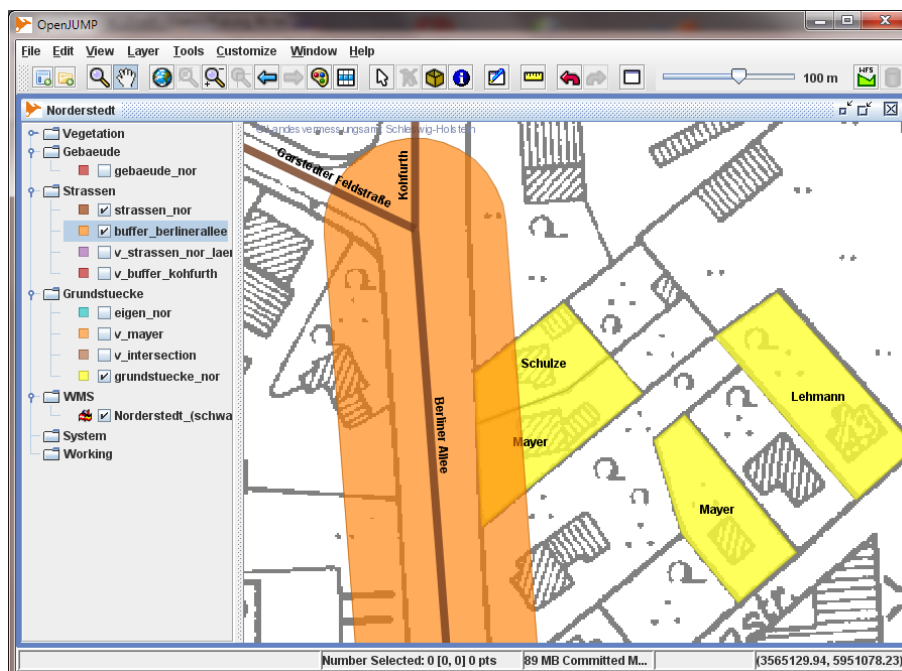 OpenJUMP
File Edit View Layer Tools Customize Window Help
100 m
WFS
Norderstedt
Vegetation
Gebaeude
gebaeude_nor
Strassen
strassen_nor
buffer_berlinerallee
v_strassen_nor_laer
v_buffer_kohfurth
Grundstuecke
eigen_nor
v_mayer
v_intersection
grundstuecke_nor
WMS
Norderstedt_(schwa
System
Working
© Landesvermessungsamt Schleswig-Holstein
Garstedter Feldstraße
Kohfurth
Schulze
Lehmann
Berliner Allee
Mayer
Mayer
Number Selected: 0 [0, 0] 0 pts
89 MB Committed M...
(3565129.94, 5951078.23)